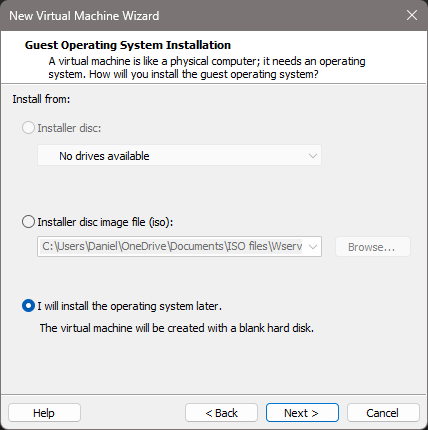 New Virtual Machine Wizard
Guest Operating System Installation
A virtual machine is like a physical computer; it needs an operating
system. How will you install the guest operating system?
Install from:
Installer disc:
No drives available
Installer disc image file (iso):
C:\Users\Daniel\OneDrive\Documents\ISO files\Wserv
Browse...
I will install the operating system later.
The virtual machine will be created with a blank hard disk.
Help
< Back
Next >
Cancel